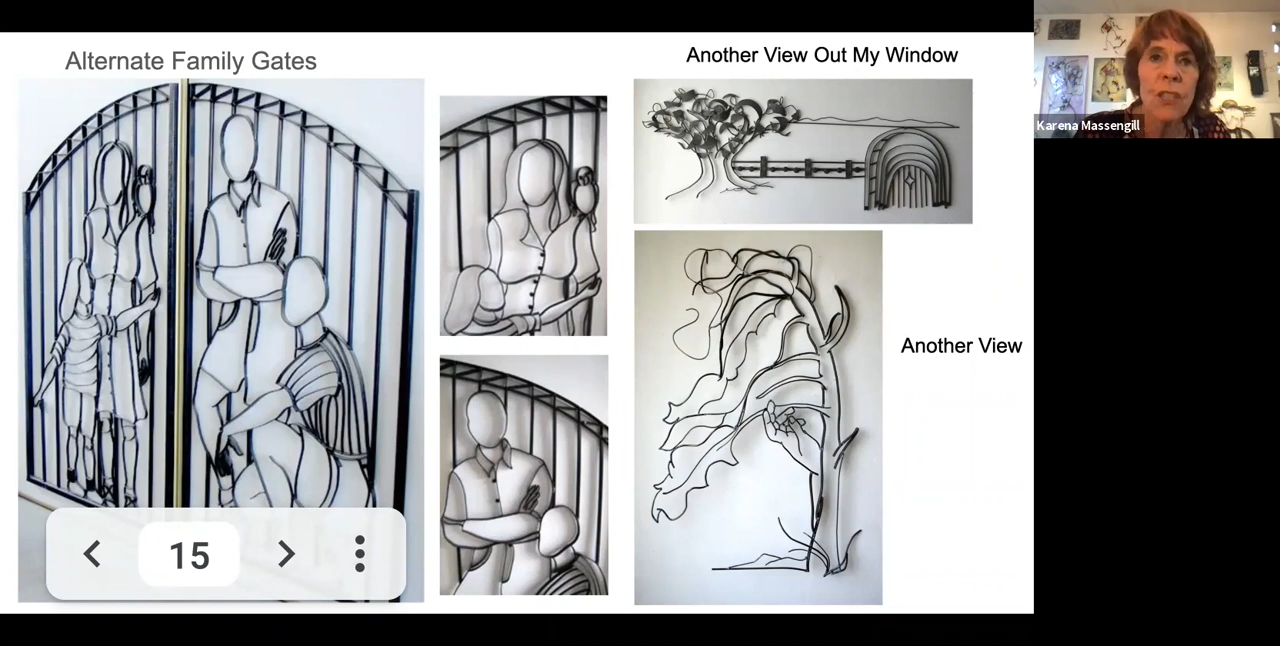 Alternate Family Gates
Another View Out My Window
Karena Massengill
Another View
15